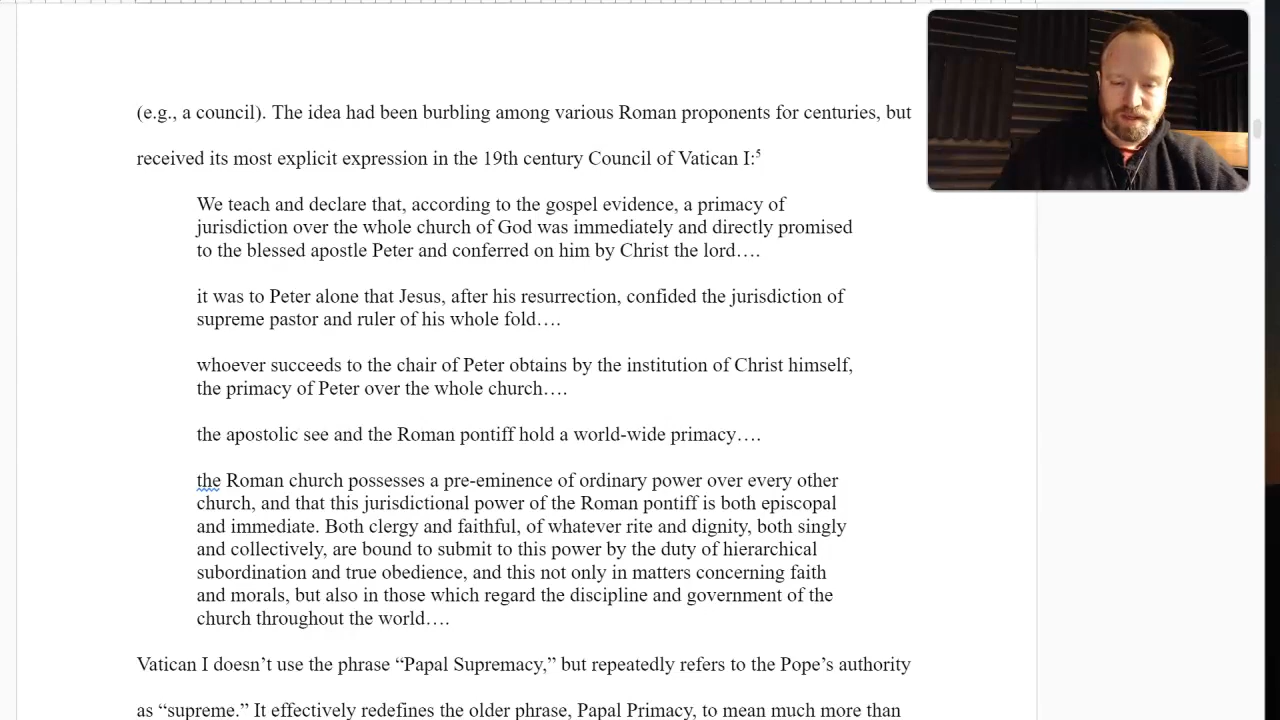 (e.g., a council). The idea had been burbling among various Roman proponents for centuries, but
received its most explicit expression in the 19th century Council of Vatican I:⁵
We teach and declare that, according to the gospel evidence, a primacy of
jurisdiction over the whole church of God was immediately and directly promised
to the blessed apostle Peter and conferred on him by Christ the lord….
it was to Peter alone that Jesus, after his resurrection, confided the jurisdiction of
supreme pastor and ruler of his whole fold….
whoever succeeds to the chair of Peter obtains by the institution of Christ himself,
the primacy of Peter over the whole church….
the apostolic see and the Roman pontiff hold a world-wide primacy….
the Roman church possesses a pre-eminence of ordinary power over every other
church, and that this jurisdictional power of the Roman pontiff is both episcopal
and immediate. Both clergy and faithful, of whatever rite and dignity, both singly
and collectively, are bound to submit to this power by the duty of hierarchical
subordination and true obedience, and this not only in matters concerning faith
and morals, but also in those which regard the discipline and government of the
church throughout the world….
Vatican I doesn’t use the phrase “Papal Supremacy,” but repeatedly refers to the Pope’s authority
as “supreme.” It effectively redefines the older phrase, Papal Primacy, to mean much more than